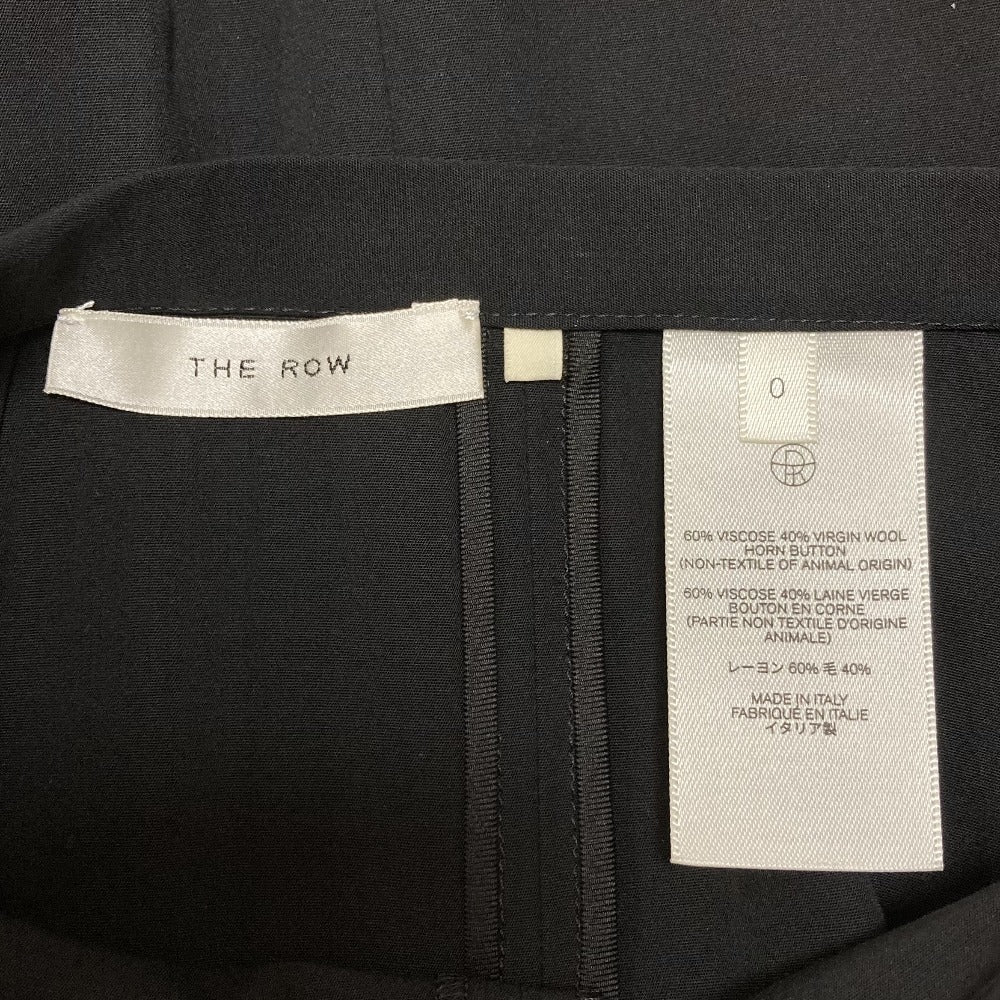 THE ROW
0
60% VISCOSE 40% VIRGIN WOOL
HORN BUTTON
(NON-TEXTILE OF ANIMAL ORIGIN)
60% VISCOSE 40% LAINE VIERGE
BOUTON EN CORNE
(PARTIE NON TEXTILE D'ORIGINE
ANIMALE)
レーヨン 60% 毛 40%
MADE IN ITALY
FABRIQUÉ EN ITALIE
イタリア製